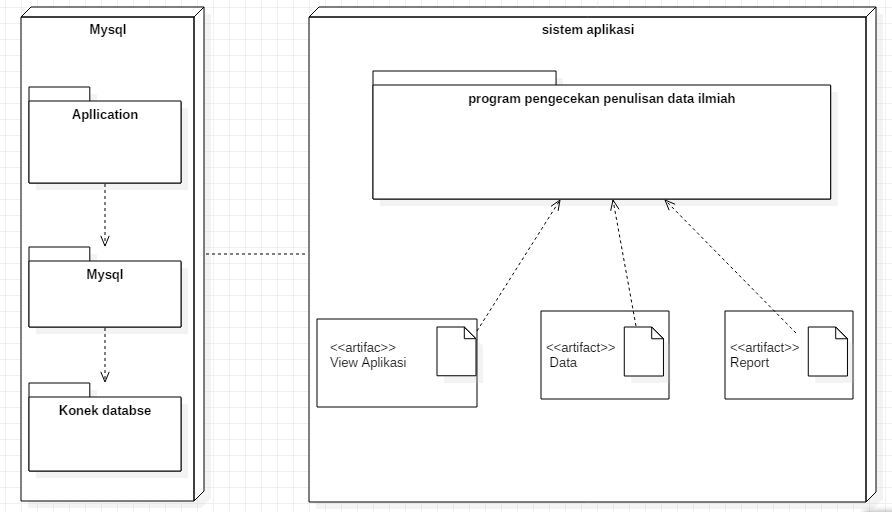 Mysql
Apllication
Mysql
Konek databse
sistem aplikasi
program pengecekan penulisan data ilmiah
<<artifac>>
View Aplikasi
<<artifact>>
Data
<<artifact>>
Report